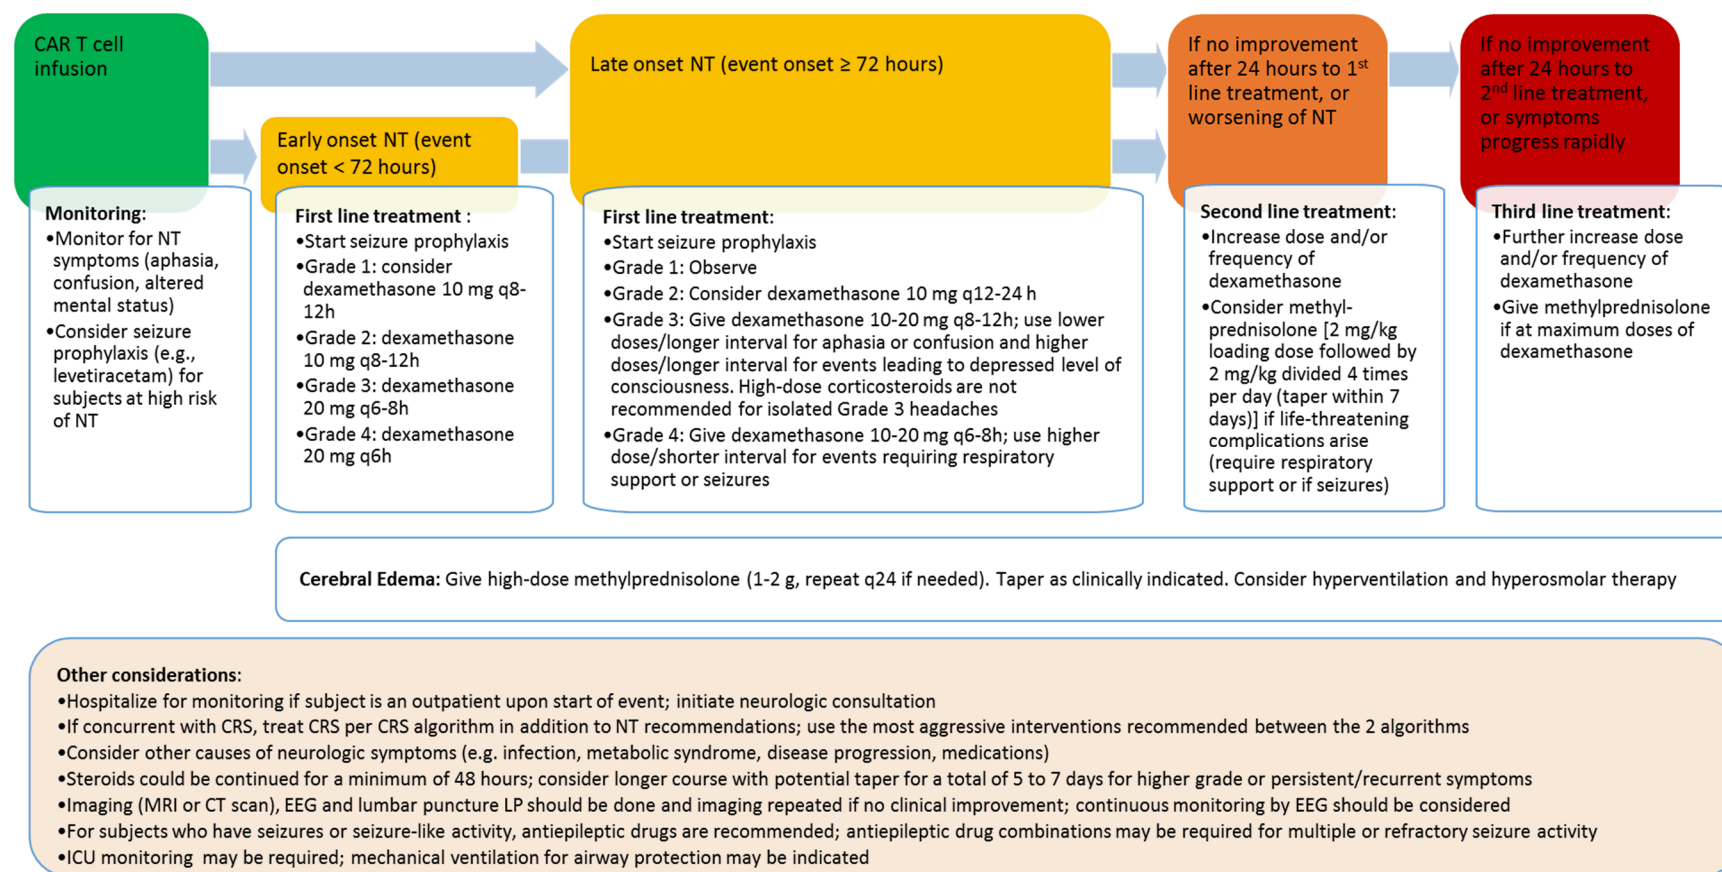 CAR T cell
infusion
Monitoring:
•Monitor for NT
symptoms (aphasia,
confusion, altered
mental status)
•Consider seizure
prophylaxis (e.g.,
levetiracetam) for
subjects at high risk
of NT
Early onset NT (event
onset < 72 hours)
First line treatment :
•Start seizure prophylaxis
•Grade 1: consider
dexamethasone 10 mg q8-
12h
•Grade 2: dexamethasone
10 mg q8-12h
•Grade 3: dexamethasone
20 mg q6-8h
•Grade 4: dexamethasone
20 mg q6h
Late onset NT (event onset ≥ 72 hours)
First line treatment:
•Start seizure prophylaxis
•Grade 1: Observe
•Grade 2: Consider dexamethasone 10 mg q12-24 h
•Grade 3: Give dexamethasone 10-20 mg q8-12h; use lower
doses/longer interval for aphasia or confusion and higher
doses/longer interval for events leading to depressed level of
consciousness. High-dose corticosteroids are not
recommended for isolated Grade 3 headaches
•Grade 4: Give dexamethasone 10-20 mg q6-8h; use higher
dose/shorter interval for events requiring respiratory
support or seizures
If no improvement
after 24 hours to 1st
line treatment, or
worsening of NT
Second line treatment:
•Increase dose and/or
frequency of
dexamethasone
•Consider methyl-
prednisolone [2 mg/kg
loading dose followed by
2 mg/kg divided 4 times
per day (taper within 7
days)] if life-threatening
complications arise
(require respiratory
support or if seizures)
If no improvement
after 24 hours to
2nd line treatment,
or symptoms
progress rapidly
Third line treatment:
•Further increase dose
and/or frequency of
dexamethasone
•Give methylprednisolone
if at maximum doses of
dexamethasone
Cerebral Edema: Give high-dose methylprednisolone (1-2 g, repeat q24 if needed). Taper as clinically indicated. Consider hyperventilation and hyperosmolar therapy
Other considerations:
•Hospitalize for monitoring if subject is an outpatient upon start of event; initiate neurologic consultation
•If concurrent with CRS, treat CRS per CRS algorithm in addition to NT recommendations; use the most aggressive interventions recommended between the 2 algorithms
•Consider other causes of neurologic symptoms (e.g. infection, metabolic syndrome, disease progression, medications)
•Steroids could be continued for a minimum of 48 hours; consider longer course with potential taper for a total of 5 to 7 days for higher grade or persistent/recurrent symptoms
•Imaging (MRI or CT scan), EEG and lumbar puncture LP should be done and imaging repeated if no clinical improvement; continuous monitoring by EEG should be considered
•For subjects who have seizures or seizure-like activity, antiepileptic drugs are recommended; antiepileptic drug combinations may be required for multiple or refractory seizure activity
•ICU monitoring may be required; mechanical ventilation for airway protection may be indicated